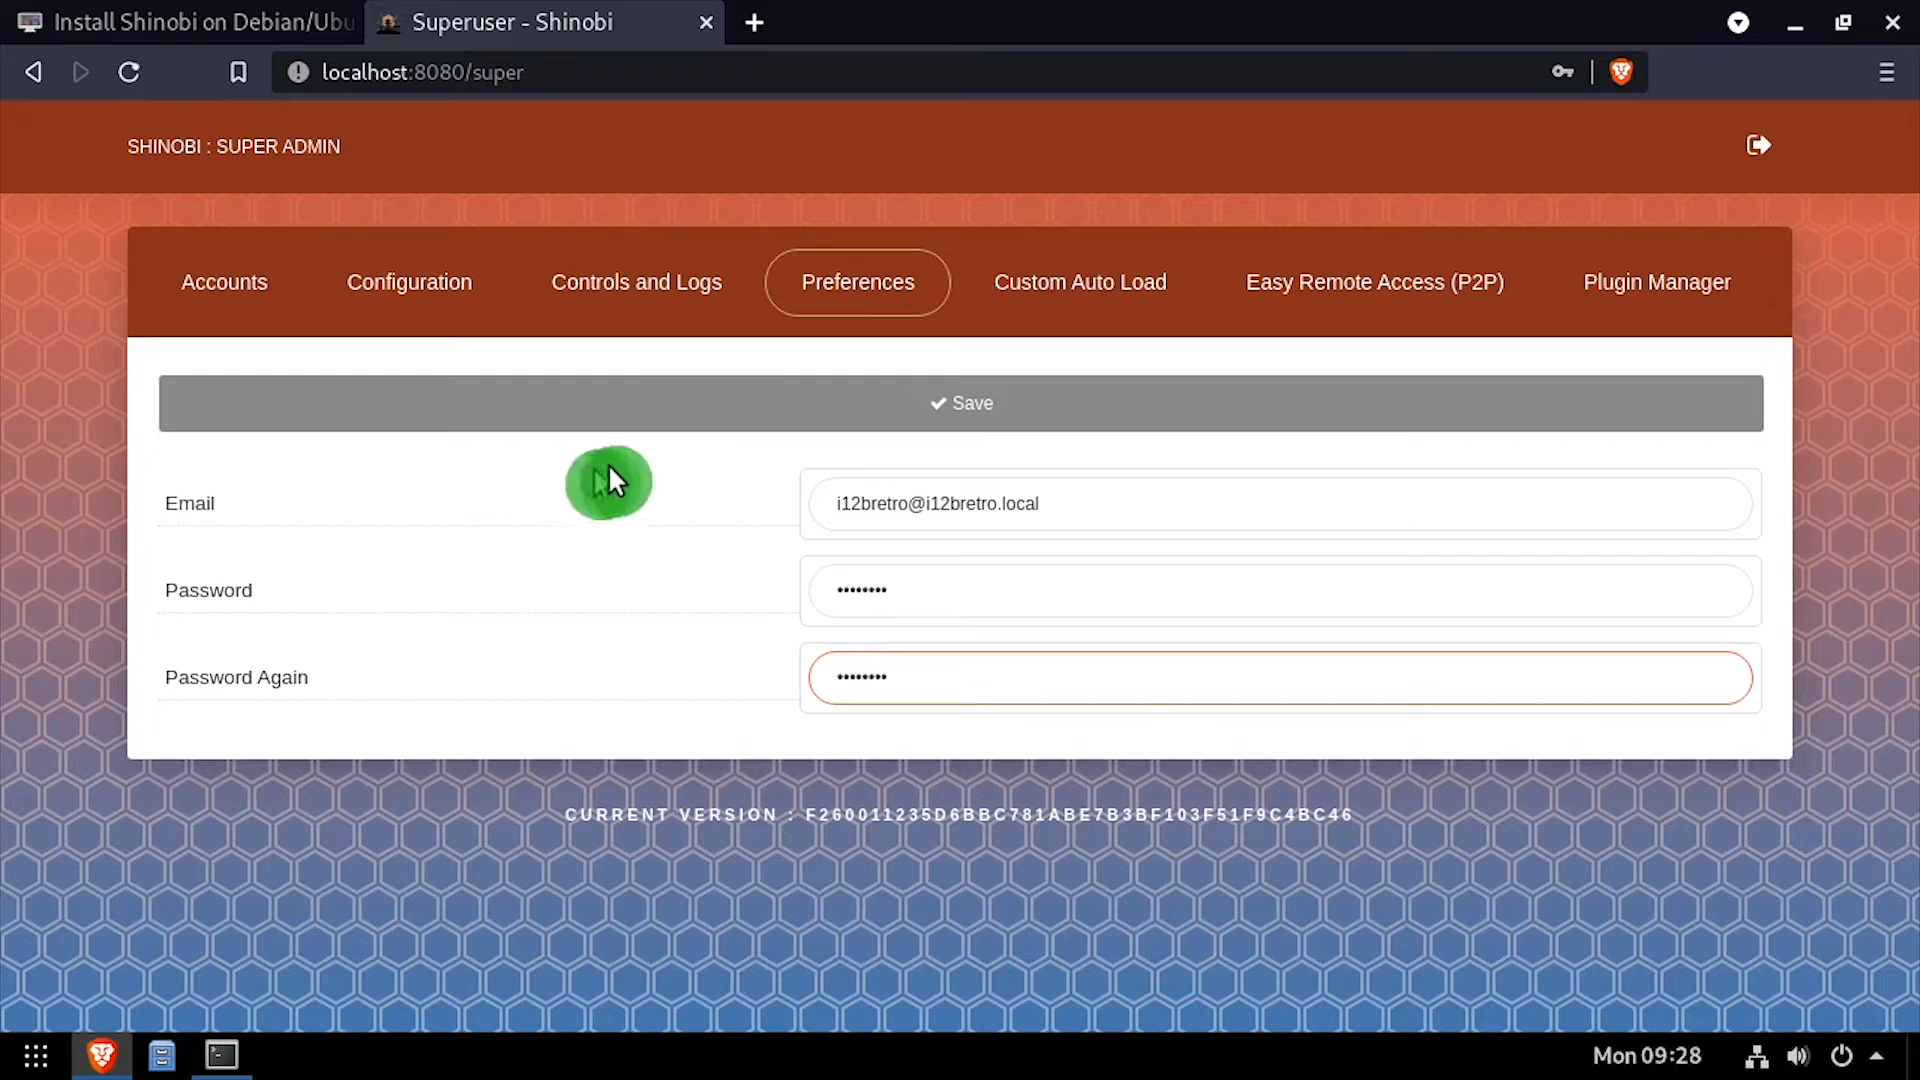 Install Shinobi on Debian/Ubu
Superuser - Shinobi
localhost:8080/super
SHINOBI : SUPER ADMIN
Accounts
Configuration
Controls and Logs
Preferences
Custom Auto Load
Easy Remote Access (P2P)
Plugin Manager
Save
Email
i12bretro@i12bretro.local
Password
••••••••
Password Again
••••••••
CURRENT VERSION : F260011235D6BBC781ABE7B3BF103F51F9C4BC46
Mon 09:28